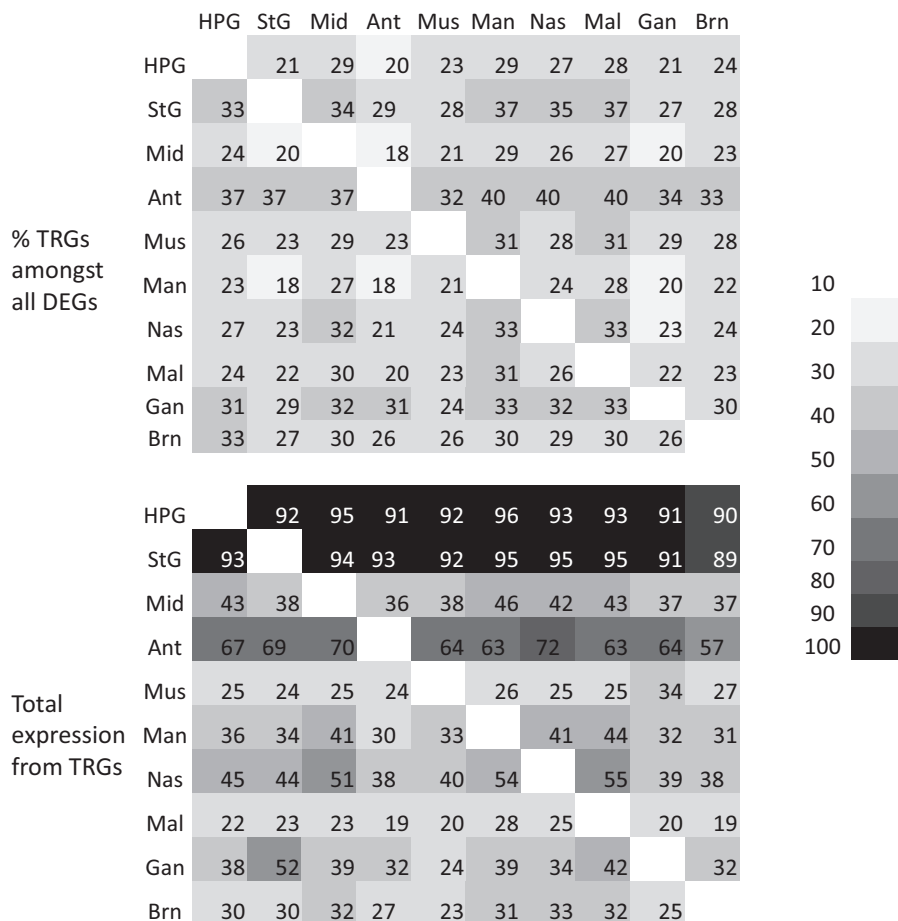 HPG StG Mid Ant Mus Man Nas Mal Gan Brn
HPG 21 29 20 23 29 27 28 21 24
StG 33 34 29 28 37 35 37 27 28
Mid 24 20 18 21 29 26 27 20 23
Ant 37 37 37 32 40 40 40 34 33
Mus 26 23 29 23 31 28 31 29 28
Man 23 18 27 18 21 24 28 20 22
Nas 27 23 32 21 24 33 33 23 24
Mal 24 22 30 20 23 31 26 22 23
Gan 31 29 32 31 24 33 32 33 30
Brn 33 27 30 26 26 30 29 30 26
% TRGs
amongst
all DEGs
HPG 92 95 91 92 96 93 93 91 90
StG 93 94 93 92 95 95 95 91 89
Mid 43 38 36 38 46 42 43 37 37
Ant 67 69 70 64 63 72 63 64 57
Mus 25 24 25 24 26 25 25 34 27
Man 36 34 41 30 33 41 44 32 31
Nas 45 44 51 38 40 54 55 39 38
Mal 22 23 23 19 20 28 25 20 19
Gan 38 52 39 32 24 39 34 42 32
Brn 30 30 32 27 23 31 33 32 25
Total
expression
from TRGs
10
20
30
40
50
60
70
80
90
100